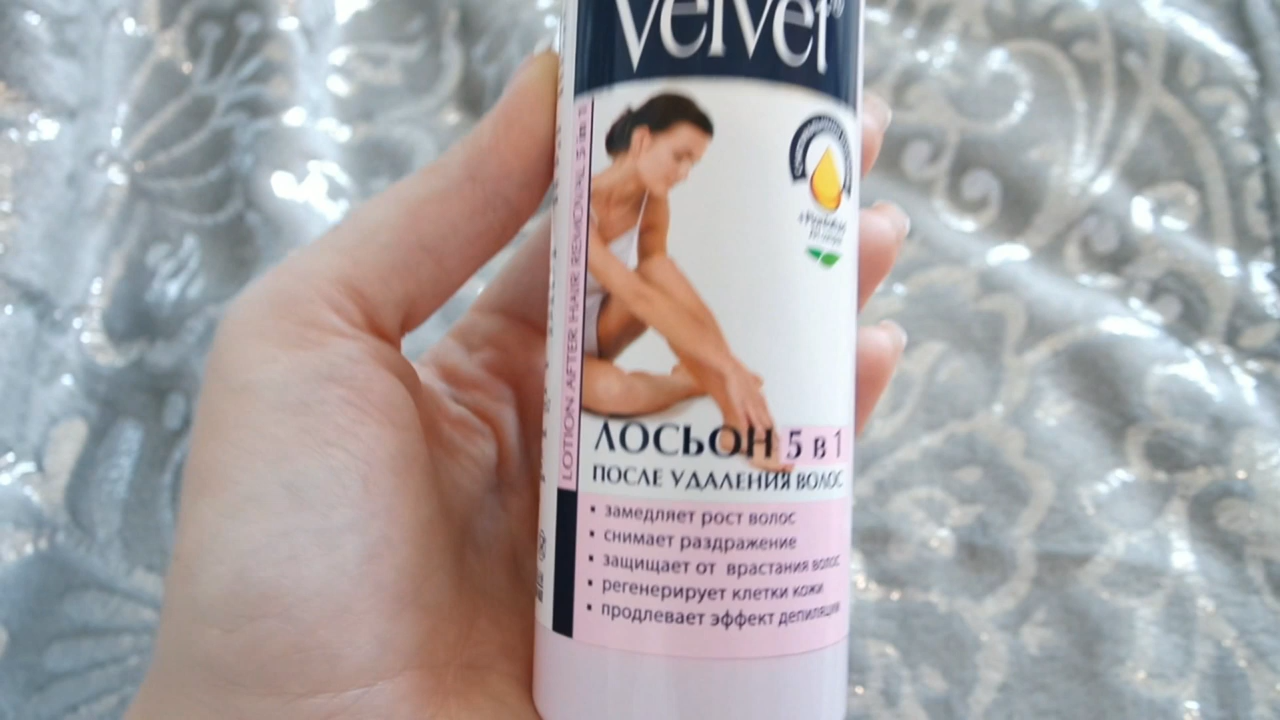 velvet®
LOTION AFTER HAIR REMOVAL 5 in 1
ЛОСЬОН 5 в 1
ПОСЛЕ УДАЛЕНИЯ ВОЛОС
▪ замедляет рост волос
▪ снимает раздражение
▪ защищает от врастания волос
▪ регенерирует клетки кожи
▪ продлевает эффект депиляции